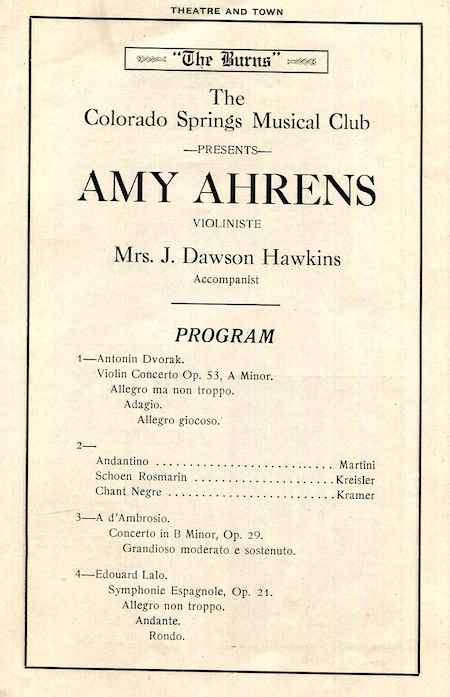 THEATRE AND TOWN
"The Burns"
The
Colorado Springs Musical Club
—PRESENTS—
AMY AHRENS
VIOLINISTE
Mrs. J. Dawson Hawkins
Accompanist
PROGRAM
1—Antonin Dvorak.
Violin Concerto Op. 53, A Minor.
Allegro ma non troppo.
Adagio.
Allegro giocoso.
2—
Andantino ........................... Martini
Schoen Rosmarin ..................... Kreisler
Chant Negre ......................... Kramer
3—A d'Ambrosio.
Concerto in B Minor, Op. 29.
Grandioso moderato e sostenuto.
4—Edouard Lalo.
Symphonie Espagnole, Op. 21.
Allegro non troppo.
Andante.
Rondo.